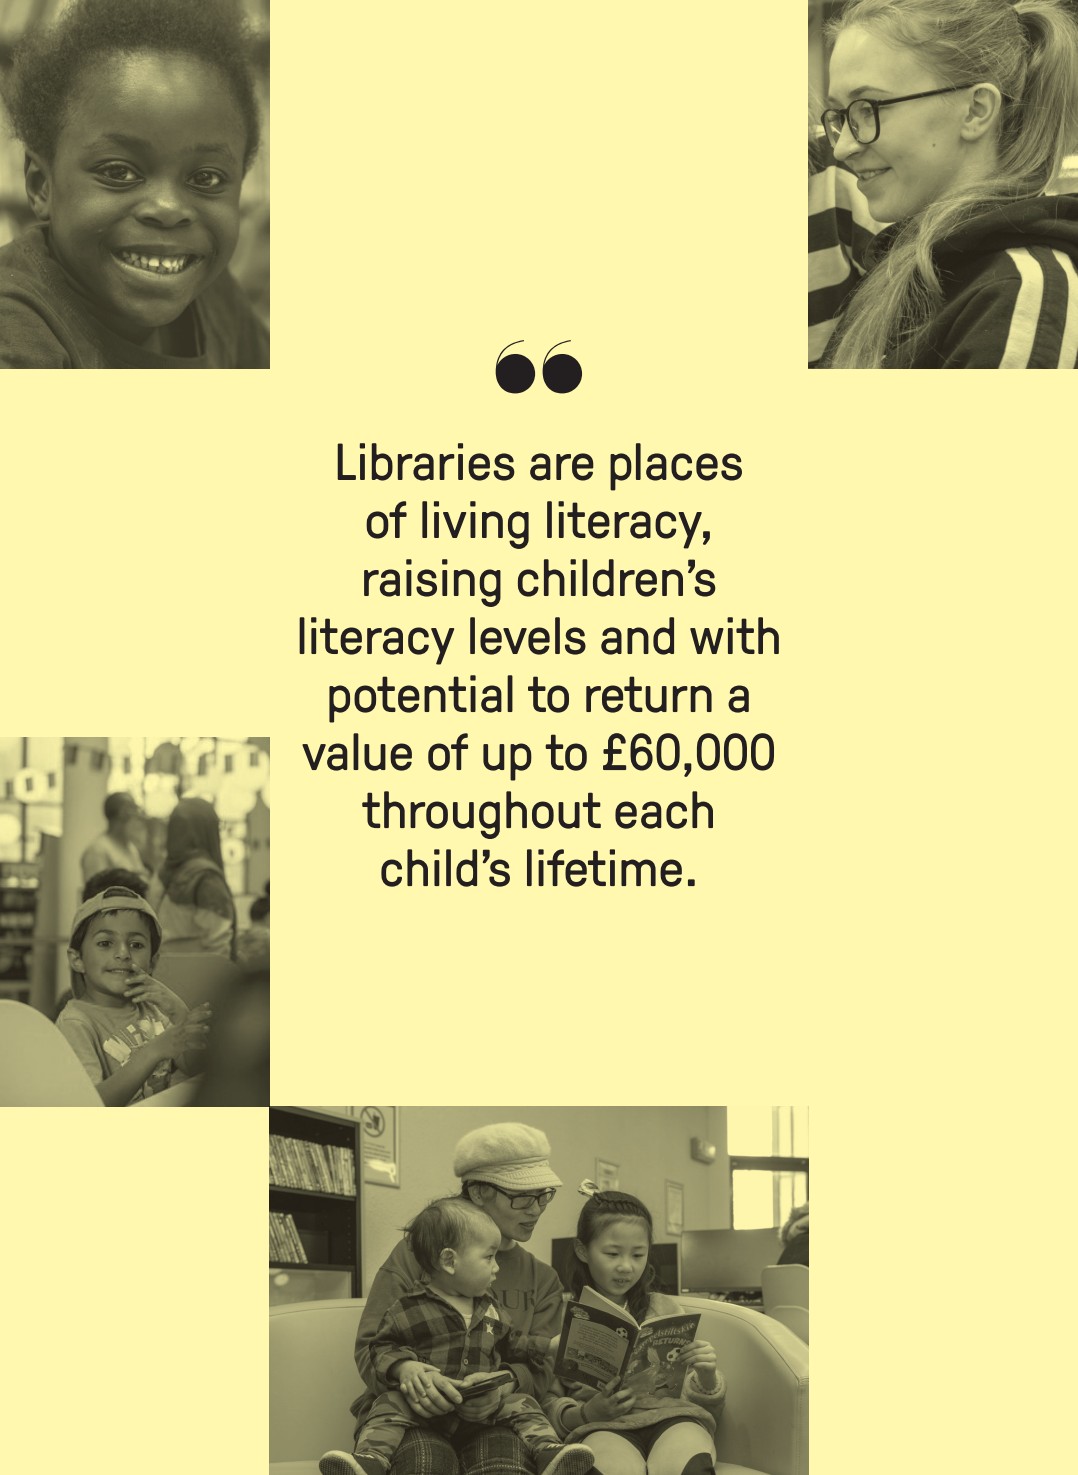 “
Libraries are places
of living literacy,
raising children’s
literacy levels and with
potential to return a
value of up to £60,000
throughout each
child’s lifetime.
RETURN